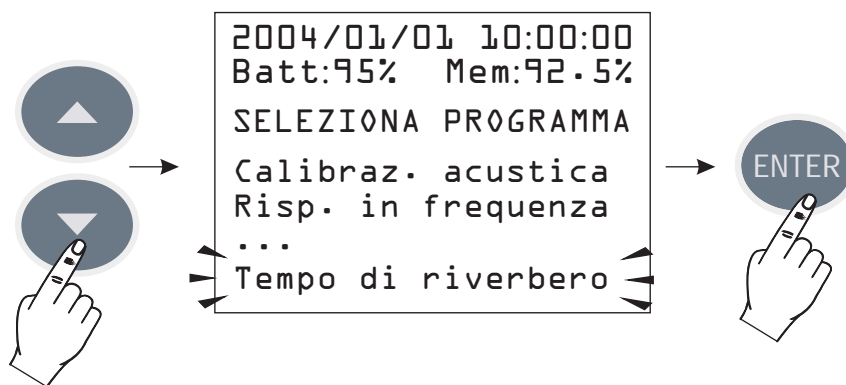 2004/01/01 10:00:00
Batt:95% Mem:92.5%
SELEZIONA PROGRAMMA
Calibraz. acustica
Risp. in frequenza
...
Tempo di riverbero
ENTER